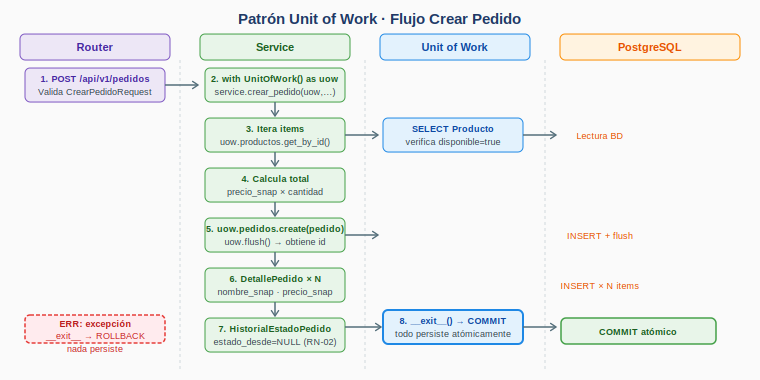 Patrón Unit of Work · Flujo Crear Pedido
Router
Service
Unit of Work
PostgreSQL
1. POST /api/v1/pedidos
Valida CrearPedidoRequest
2. with UnitOfWork() as uow
service.crear_pedido(uow,…)
3. Itera items
uow.productos.get_by_id()
SELECT Producto
verifica disponible=true
Lectura BD
4. Calcula total
precio_snap × cantidad
5. uow.pedidos.create(pedido)
uow.flush() → obtiene id
INSERT + flush
6. DetallePedido × N
nombre_snap · precio_snap
INSERT × N items
ERR: excepción
__exit__ → ROLLBACK
nada persiste
7. HistorialEstadoPedido
estado_desde=NULL (RN-02)
8. __exit__() → COMMIT
todo persiste atómicamente
COMMIT atómico